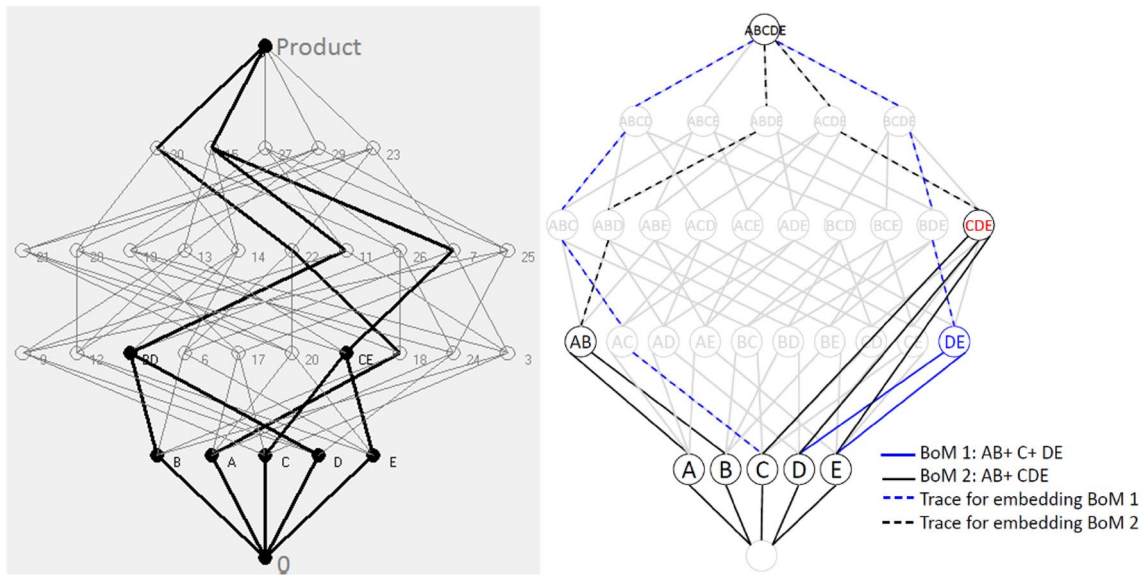 Product
30 15 27 29 23
21 28 19 13 14 22 11 26 7 25
9 12 BD 6 17 20 CE 18 24 3
B A C D E
0
ABCDE
ABCD ABCE ABDE ACDE BCDE
ABC ABD ABE ACD ACE ADE BCD BCE BDE CDE
AB AC AD AE BC BD BE CD CE DE
A B C D E
BoM 1: AB+ C+ DE
BoM 2: AB+ CDE
Trace for embedding BoM 1
Trace for embedding BoM 2